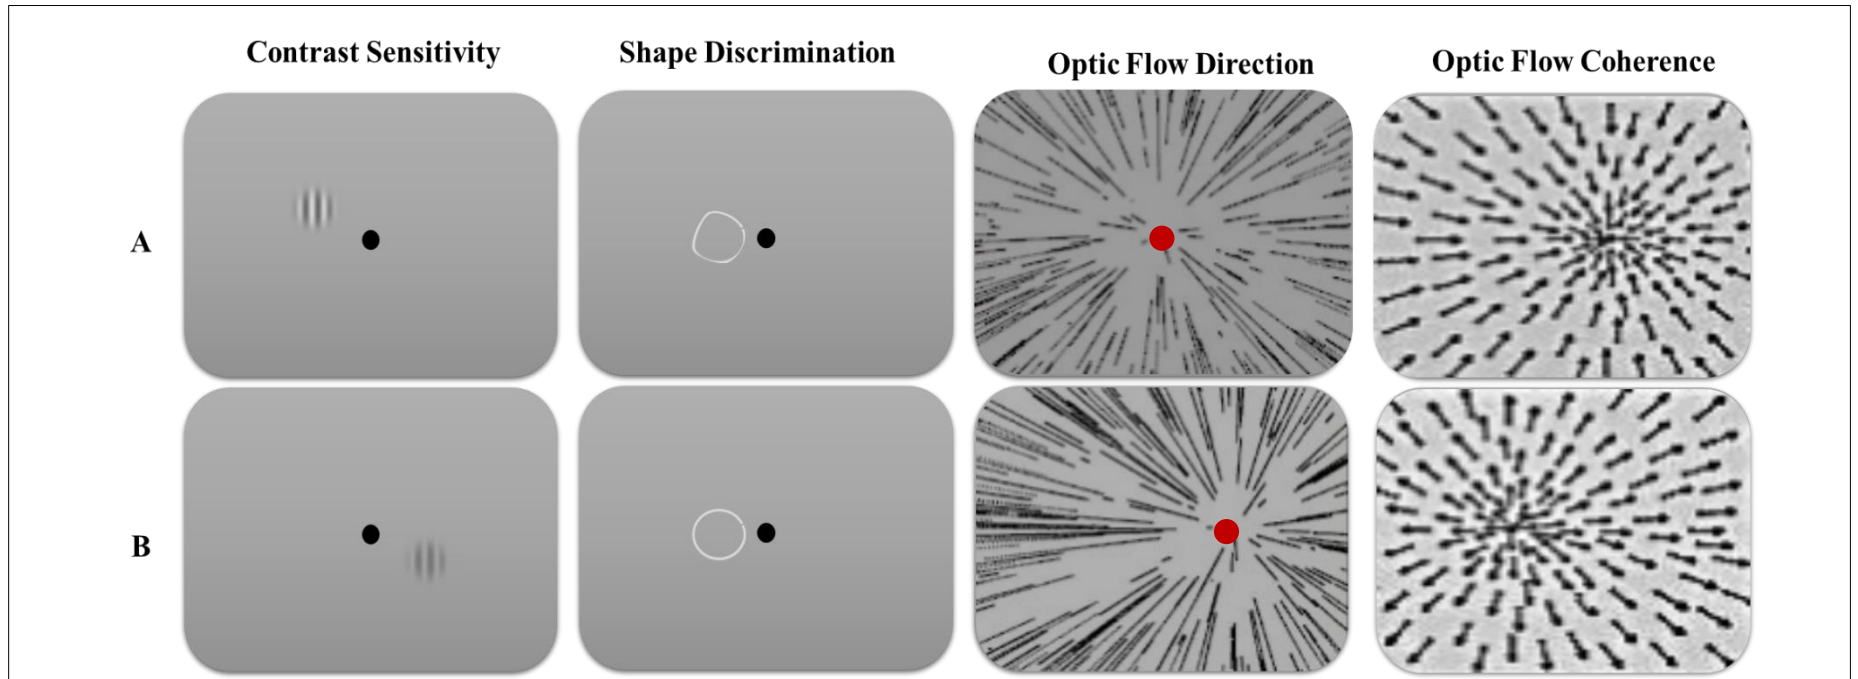 Contrast Sensitivity
Shape Discrimination
Optic Flow Direction
Optic Flow Coherence
A
B